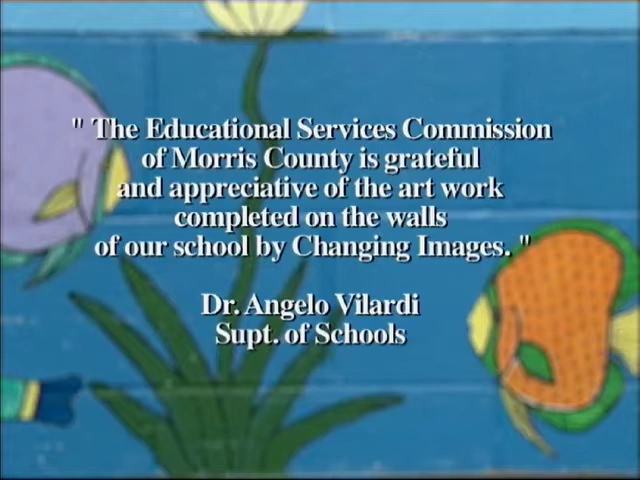 " The Educational Services Commission
of Morris County is grateful
and appreciative of the art work
completed on the walls
of our school by Changing Images. "
Dr. Angelo Vilardi
Supt. of Schools